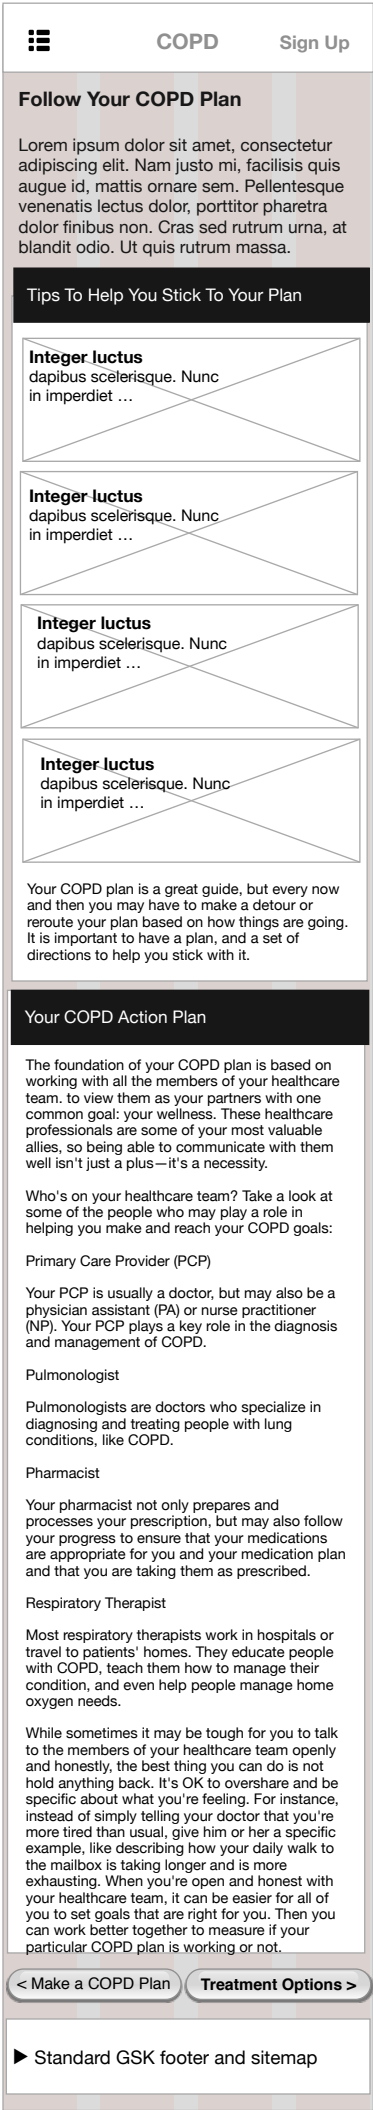 COPD
Sign Up
Follow Your COPD Plan
Lorem ipsum dolor sit amet, consectetur
adipiscing elit. Nam justo mi, facilisis quis
augue id, mattis ornare sem. Pellentesque
venenatis lectus dolor, porttitor pharetra
dolor finibus non. Cras sed rutrum urna, at
blandit odio. Ut quis rutrum massa.
Tips To Help You Stick To Your Plan
Integer luctus
dapibus scelerisque. Nunc
in imperdiet …
Integer luctus
dapibus scelerisque. Nunc
in imperdiet …
Integer luctus
dapibus scelerisque. Nunc
in imperdiet …
Integer luctus
dapibus scelerisque. Nunc
in imperdiet …
Your COPD plan is a great guide, but every now
and then you may have to make a detour or
reroute your plan based on how things are going.
It is important to have a plan, and a set of
directions to help you stick with it.
Your COPD Action Plan
The foundation of your COPD plan is based on
working with all the members of your healthcare
team. to view them as your partners with one
common goal: your wellness. These healthcare
professionals are some of your most valuable
allies, so being able to communicate with them
well isn't just a plus—it's a necessity.
Who's on your healthcare team? Take a look at
some of the people who may play a role in
helping you make and reach your COPD goals:
Primary Care Provider (PCP)
Your PCP is usually a doctor, but may also be a
physician assistant (PA) or nurse practitioner
(NP). Your PCP plays a key role in the diagnosis
and management of COPD.
Pulmonologist
Pulmonologists are doctors who specialize in
diagnosing and treating people with lung
conditions, like COPD.
Pharmacist
Your pharmacist not only prepares and
processes your prescription, but may also follow
your progress to ensure that your medications
are appropriate for you and your medication plan
and that you are taking them as prescribed.
Respiratory Therapist
Most respiratory therapists work in hospitals or
travel to patients' homes. They educate people
with COPD, teach them how to manage their
condition, and even help people manage home
oxygen needs.
While sometimes it may be tough for you to talk
to the members of your healthcare team openly
and honestly, the best thing you can do is not
hold anything back. It's OK to overshare and be
specific about what you're feeling. For instance,
instead of simply telling your doctor that you're
more tired than usual, give him or her a specific
example, like describing how your daily walk to
the mailbox is taking longer and is more
exhausting. When you're open and honest with
your healthcare team, it can be easier for all of
you to set goals that are right for you. Then you
can work better together to measure if your
particular COPD plan is working or not.
< Make a COPD Plan
Treatment Options >
▶ Standard GSK footer and sitemap